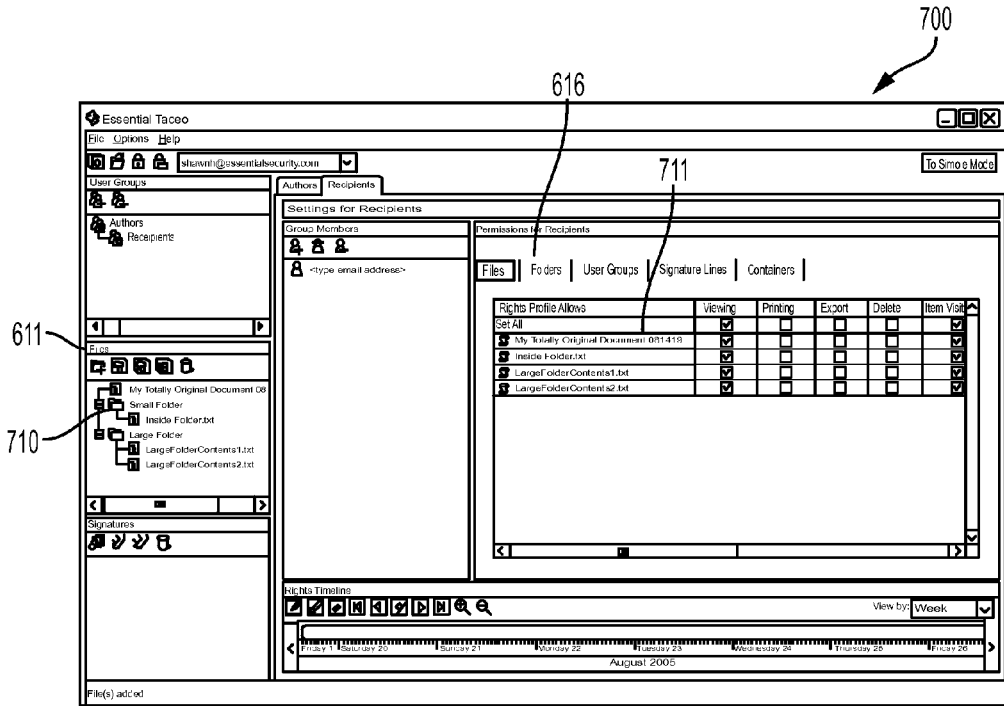 700
616
Essential Taceo
File Options Help
shawnh@essentialsecurity.com
To Simple Mode
711
User Groups
Authors Recipients
Settings for Recipients
Authors
Receipients
Group Members
Permissions for Recipients
<type email address>
Files Folders User Groups Signature Lines Containers
Rights Profile Allows Viewing Printing Export Delete Item Visit
Set All
My Totally Original Document 081419
Inside Folder.txt
LargeFolderContents1.txt
LargeFolderContents2.txt
611
Files
My Totally Original Document 08
Small Folder
Inside Folder.txt
710
Large Folder
LargeFolderContents1.txt
LargeFolderContents2.txt
Signatures
Rights Timeline
View by: Week
Friday 1 Saturday 20 Sunday 21 Monday 22 Tuesday 23 Wednesday 24 Thursday 25 Friday 26
August 2005
File(s) added